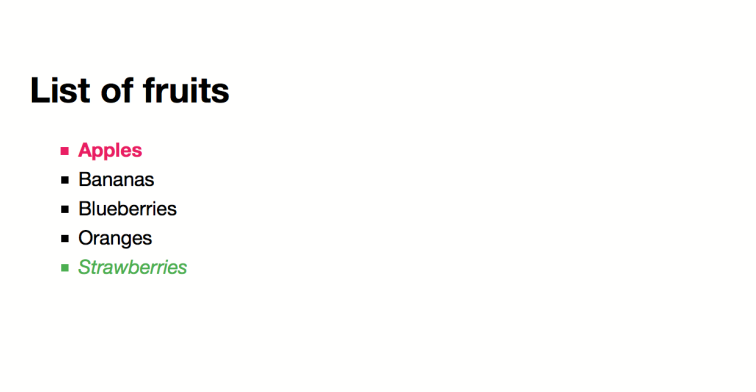 List of fruits
Apples
Bananas
Blueberries
Oranges
Strawberries